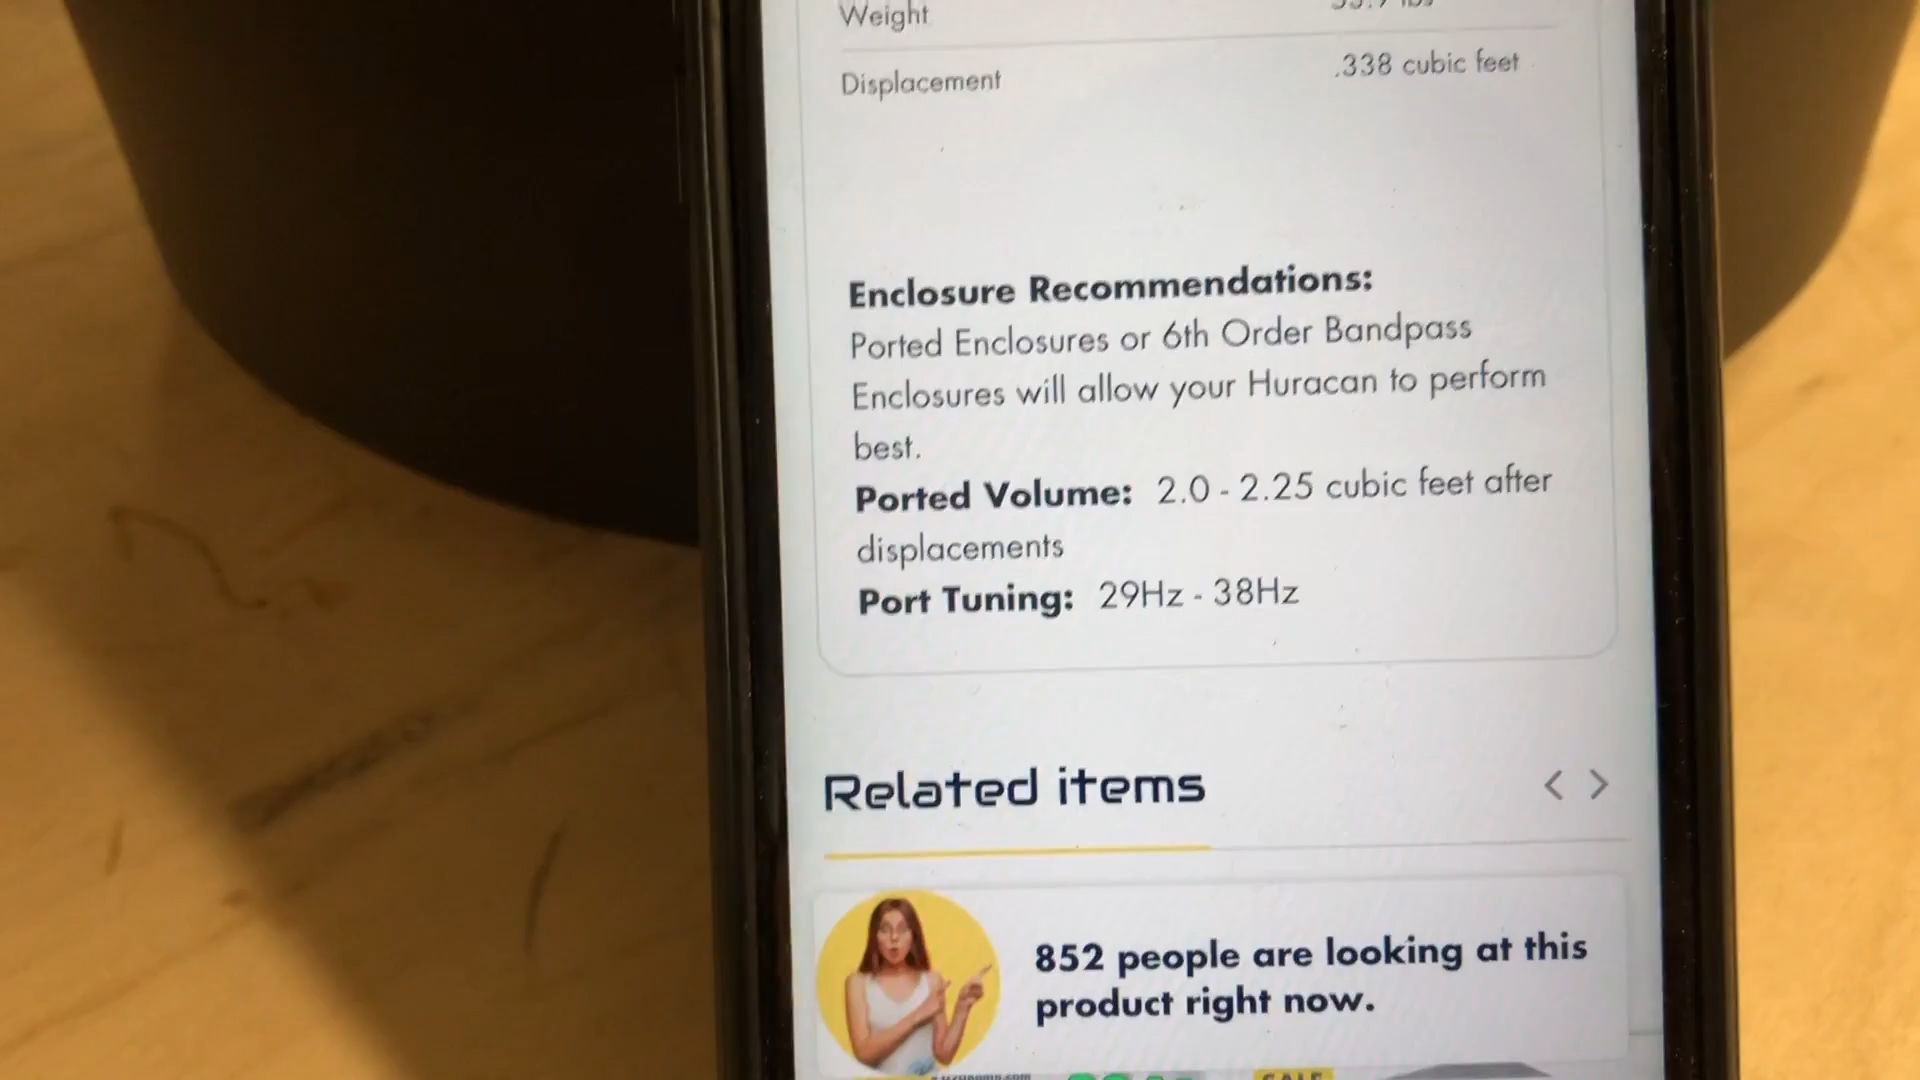 Weight
Displacement .338 cubic feet
Enclosure Recommendations:
Ported Enclosures or 6th Order Bandpass
Enclosures will allow your Huracan to perform
best.
Ported Volume: 2.0 - 2.25 cubic feet after
displacements
Port Tuning: 29Hz - 38Hz
Related items < >
852 people are looking at this
product right now.